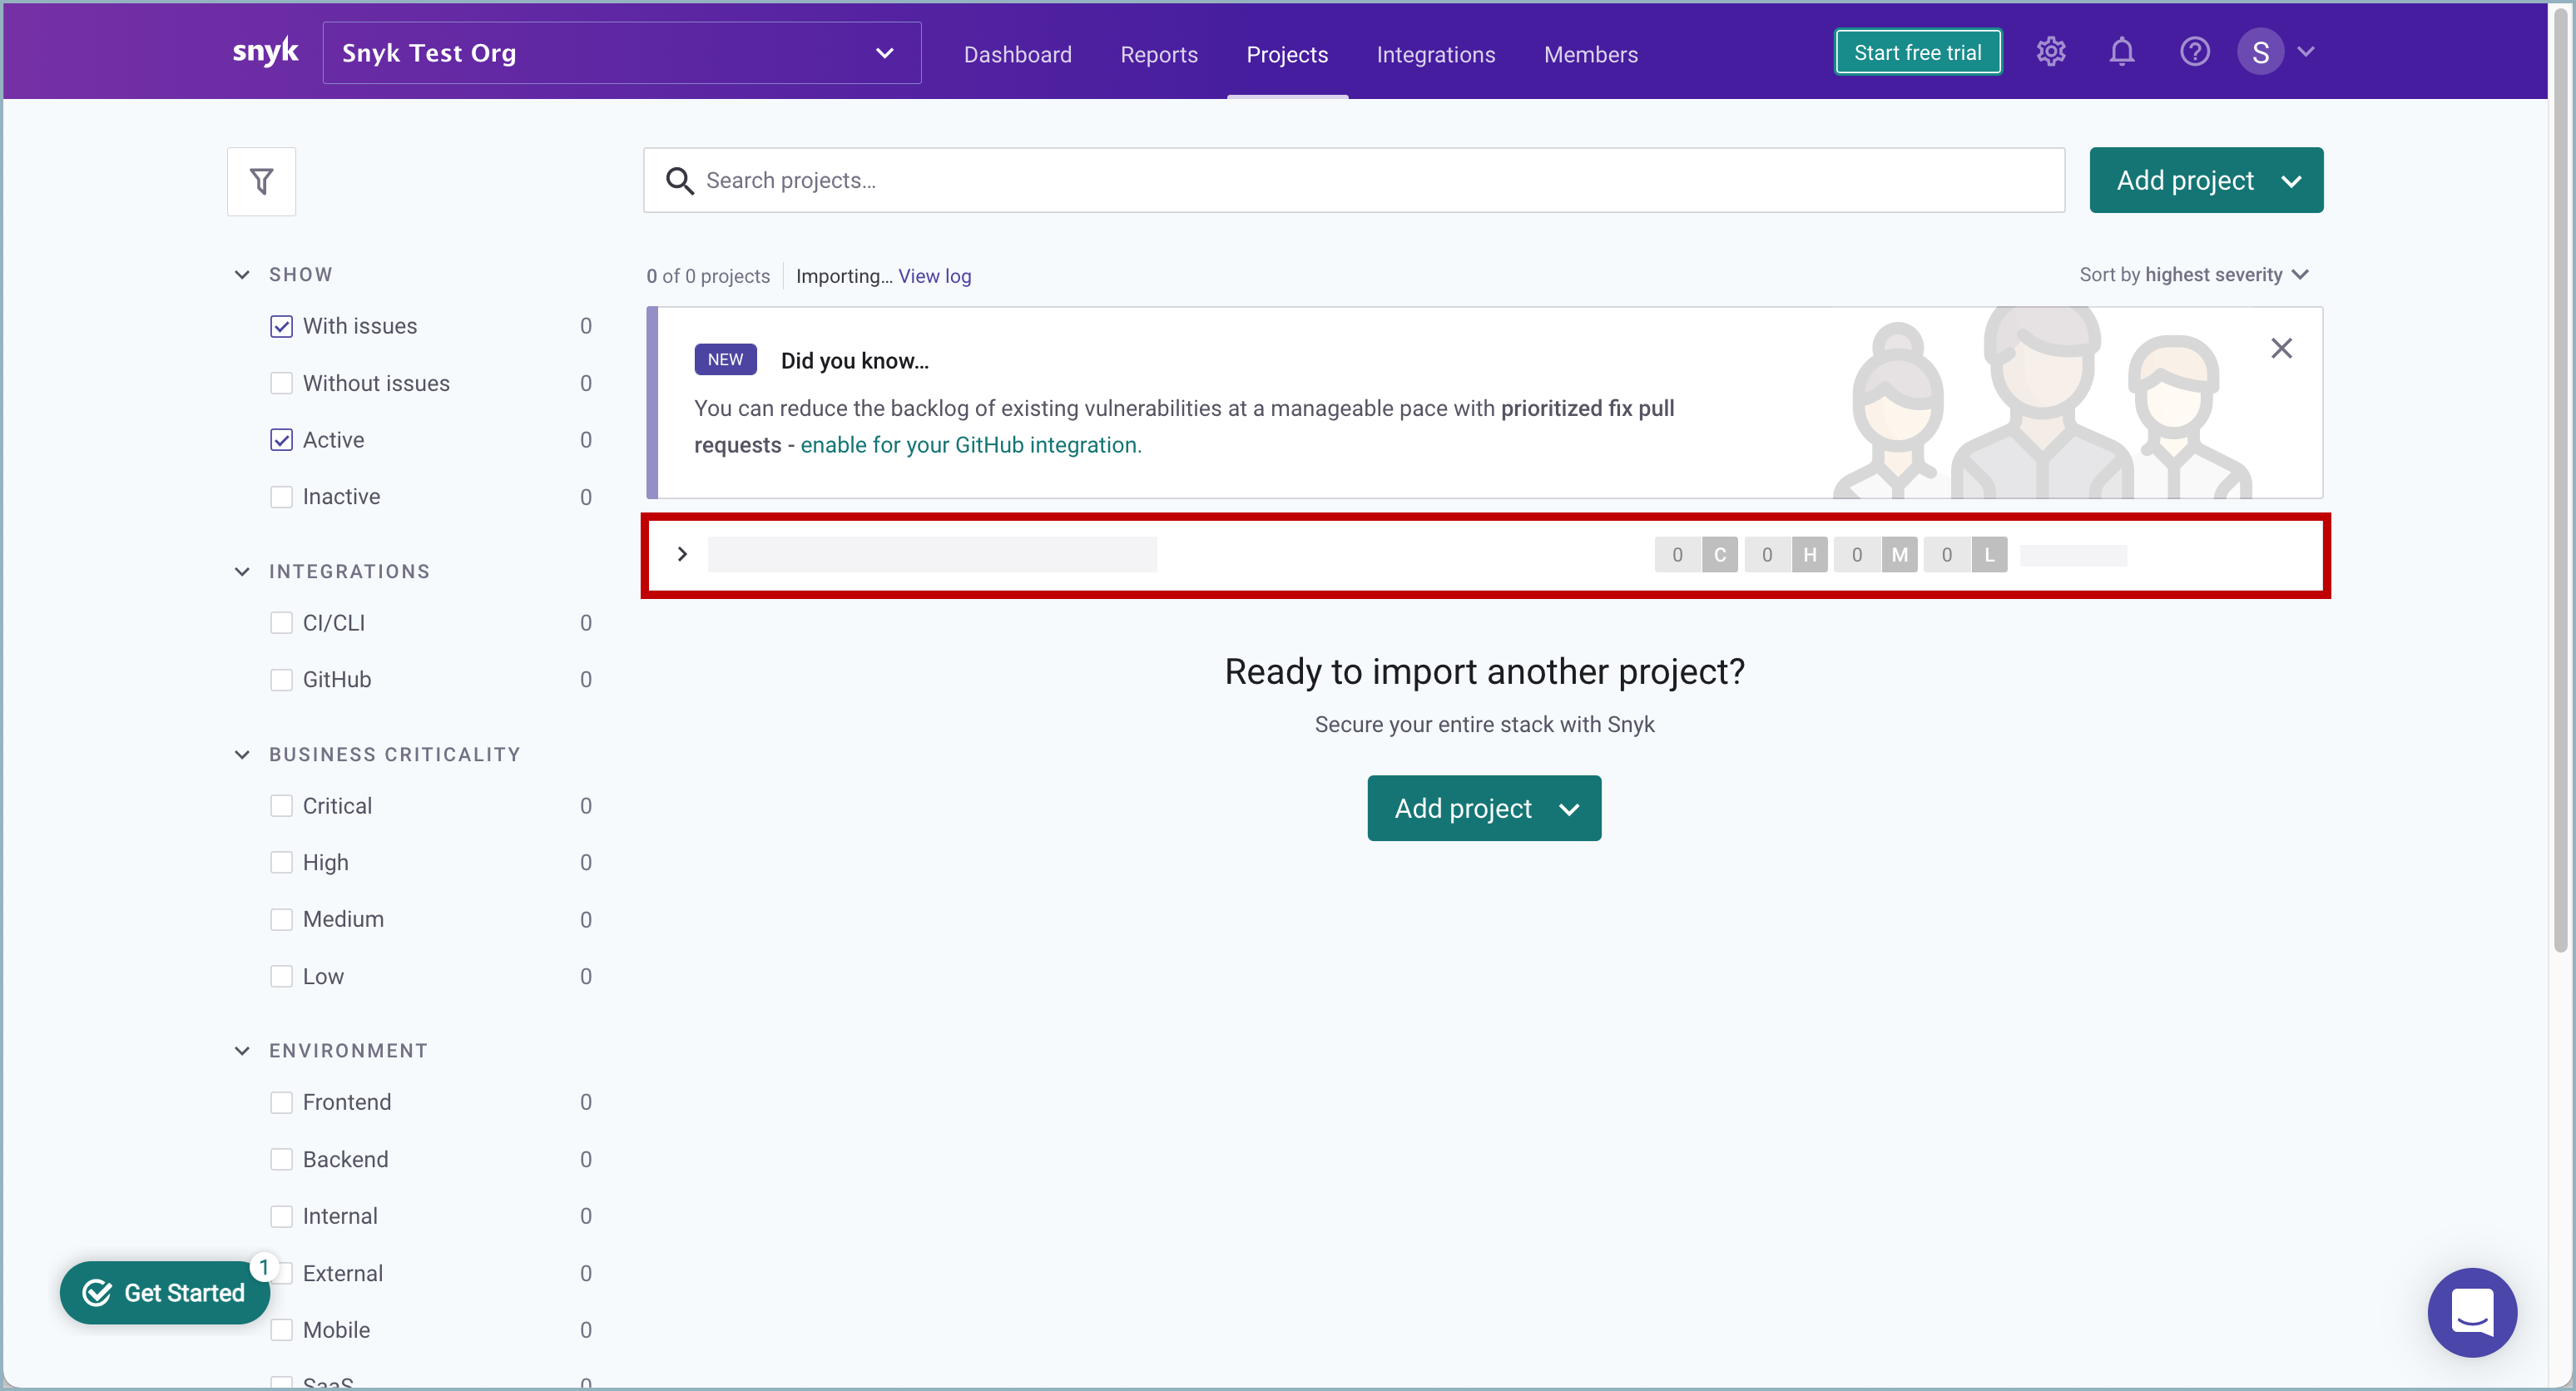 snyk
Snyk Test Org
Dashboard
Reports
Projects
Integrations
Members
Start free trial
S
Search projects...
Add project
SHOW
With issues 0
Without issues 0
Active 0
Inactive 0
INTEGRATIONS
CI/CLI 0
GitHub 0
BUSINESS CRITICALITY
Critical 0
High 0
Medium 0
Low 0
ENVIRONMENT
Frontend 0
Backend 0
Internal 0
External 0
Mobile 0
SaaS 0
Get Started
1
0 of 0 projects
Importing... View log
Sort by highest severity
NEW
Did you know...
You can reduce the backlog of existing vulnerabilities at a manageable pace with prioritized fix pull
requests - enable for your GitHub integration.
0 C 0 H 0 M 0 L
Ready to import another project?
Secure your entire stack with Snyk
Add project